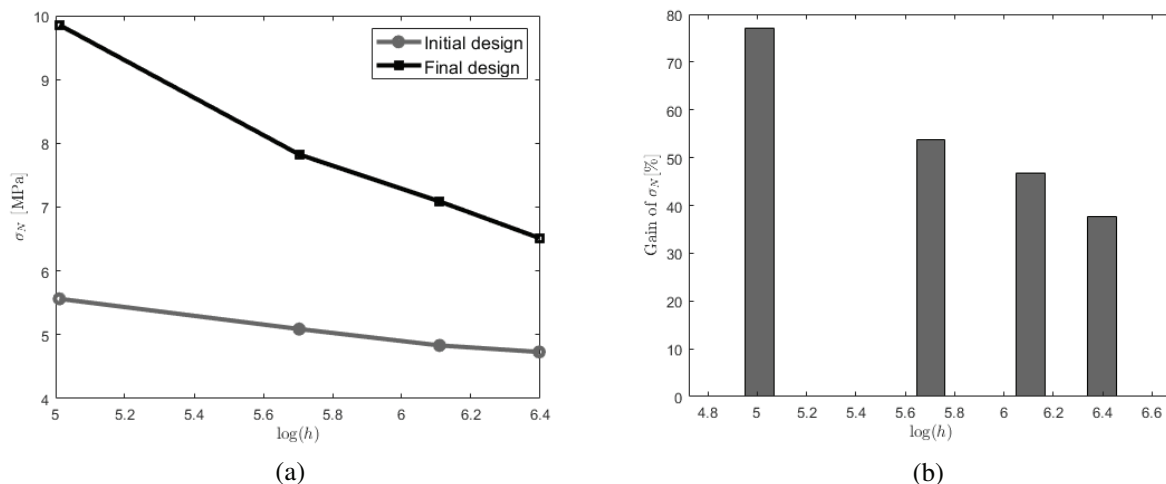 10
9
8
7
6
5
4
σ_N [MPa]
Initial design
Final design
5 5.2 5.4 5.6 5.8 6 6.2 6.4
log(h)
(a)
80
70
60
50
40
30
20
10
0
Gain of σ_N[%]
4.8 5 5.2 5.4 5.6 5.8 6 6.2 6.4 6.6
log(h)
(b)